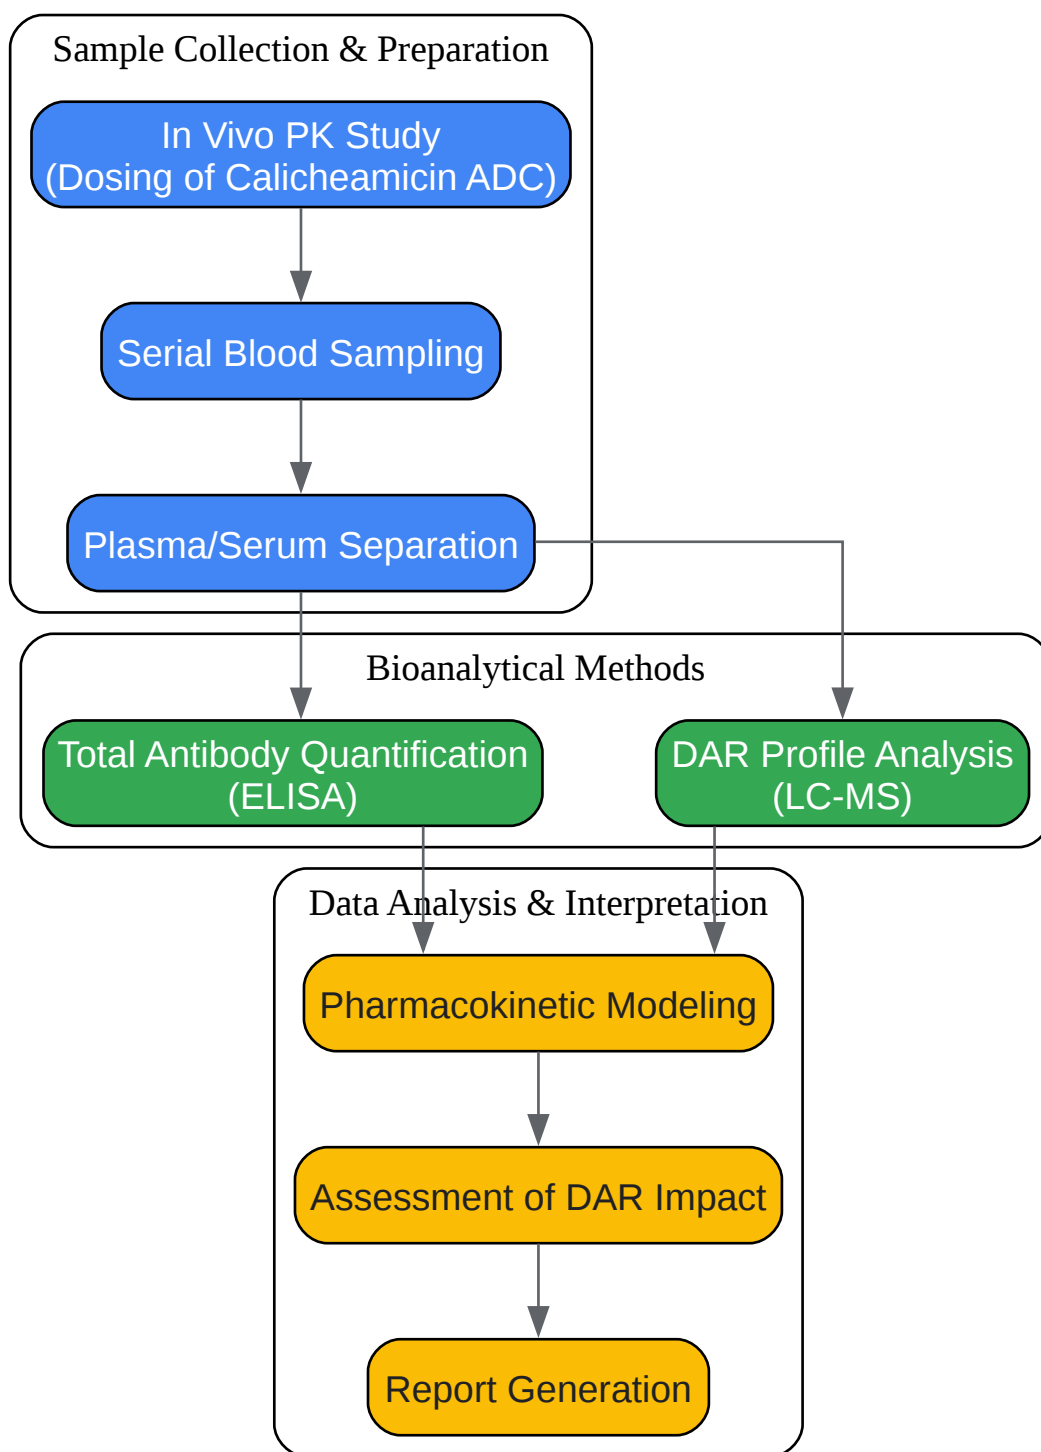 Sample Collection & Preparation
In Vivo PK Study
(Dosing of Calicheamicin ADC)
Serial Blood Sampling
Plasma/Serum Separation
Bioanalytical Methods
Total Antibody Quantification
(ELISA)
DAR Profile Analysis
(LC-MS)
Data Analysis & Interpretation
Pharmacokinetic Modeling
Assessment of DAR Impact
Report Generation